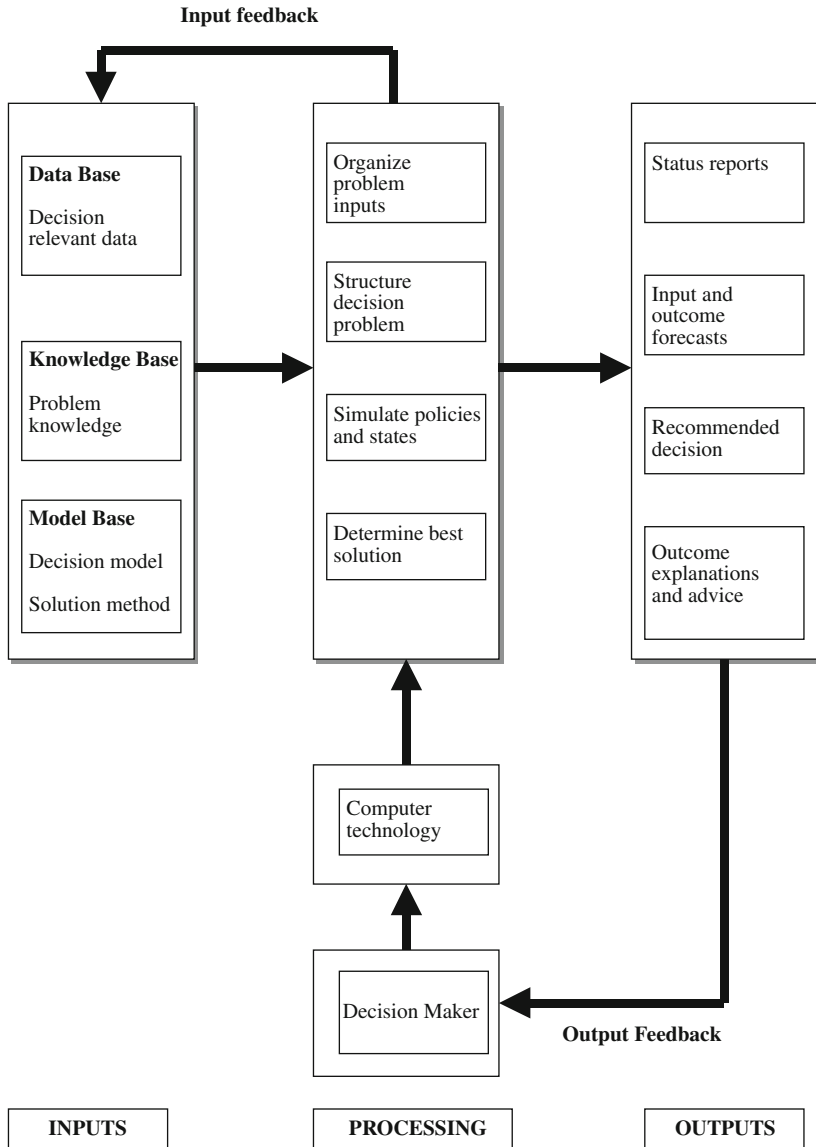 Input feedback
Data Base
Decision
relevant data
Knowledge Base
Problem
knowledge
Model Base
Decision model
Solution method
Organize
problem
inputs
Structure
decision
problem
Simulate policies
and states
Determine best
solution
Status reports
Input and
outcome
forecasts
Recommended
decision
Outcome
explanations
and advice
Computer
technology
Decision Maker
Output Feedback
INPUTS
PROCESSING
OUTPUTS